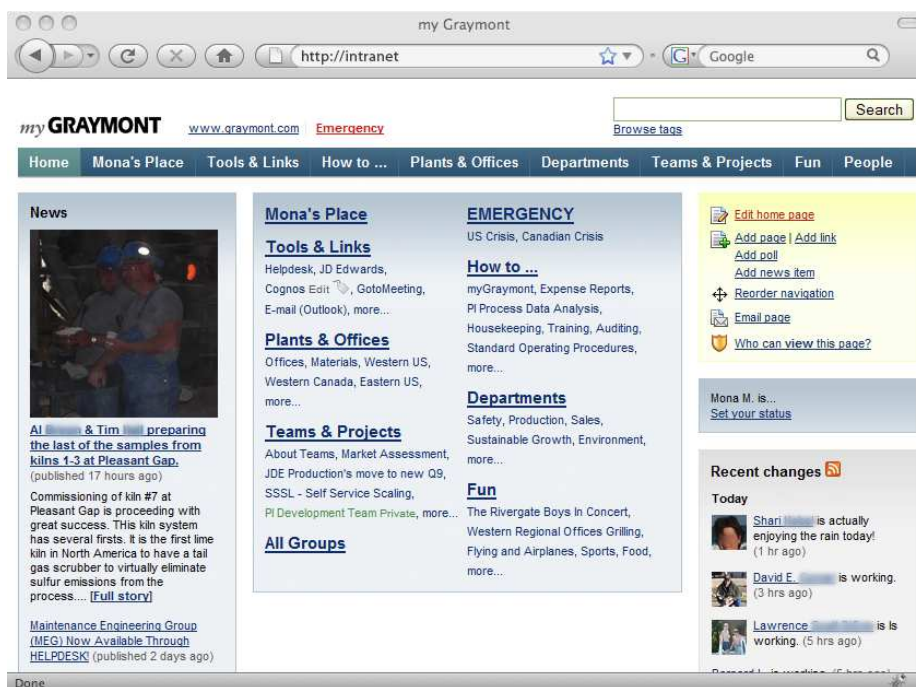 my Graymont
http://intranet
Google
my GRAYMONT
www.graymont.com
Emergency
Search
Browse tags
Home
Mona's Place
Tools & Links
How to ...
Plants & Offices
Departments
Teams & Projects
Fun
People
News
Al & Tim preparing
the last of the samples from
kilns 1-3 at Pleasant Gap.
(published 17 hours ago)
Commissioning of kiln #7 at
Pleasant Gap is proceeding with
great success. THis kiln system
has several firsts. It is the first lime
kiln in North America to have a tail
gas scrubber to virtually eliminate
sulfur emissions from the
process.... [Full story]
Maintenance Engineering Group
(MEG) Now Available Through
HELPDESK! (published 2 days ago)
Mona's Place
Tools & Links
Helpdesk, JD Edwards,
Cognos Edit, GotoMeeting,
E-mail (Outlook), more...
Plants & Offices
Offices, Materials, Western US,
Western Canada, Eastern US,
more...
Teams & Projects
About Teams, Market Assessment,
JDE Production's move to new Q9,
SSSL - Self Service Scaling,
PI Development Team Private, more...
All Groups
EMERGENCY
US Crisis, Canadian Crisis
How to ...
myGraymont, Expense Reports,
PI Process Data Analysis,
Housekeeping, Training, Auditing,
Standard Operating Procedures,
more...
Departments
Safety, Production, Sales,
Sustainable Growth, Environment,
more...
Fun
The Rivergate Boys In Concert,
Western Regional Offices Grilling,
Flying and Airplanes, Sports, Food,
more...
Edit home page
Add page | Add link
Add poll
Add news item
Reorder navigation
Email page
Who can view this page?
Mona M. is...
Set your status
Recent changes
Today
Shari is actually
enjoying the rain today!
(1 hr ago)
David E. is working.
(3 hrs ago)
Lawrence is Is
working. (5 hrs ago)
Bernard L. is working. (5 hrs ago)
Done